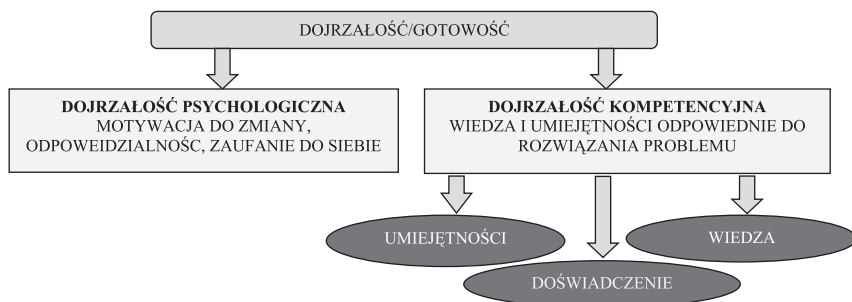 DOJRZAŁOŚĆ/GOTOWOŚĆ
DOJRZAŁOŚĆ PSYCHOLOGICZNA
MOTYWACJA DO ZMIANY,
ODPOWEIDZIALNOŚC, ZAUFANIE DO SIEBIE
DOJRZAŁOŚĆ KOMPETENCYJNA
WIEDZA I UMIEJĘTNOŚCI ODPOWIEDNIE DO
ROZWIĄZANIA PROBLEMU
UMIEJĘTNOŚCI
WIEDZA
DOŚWIADCZENIE